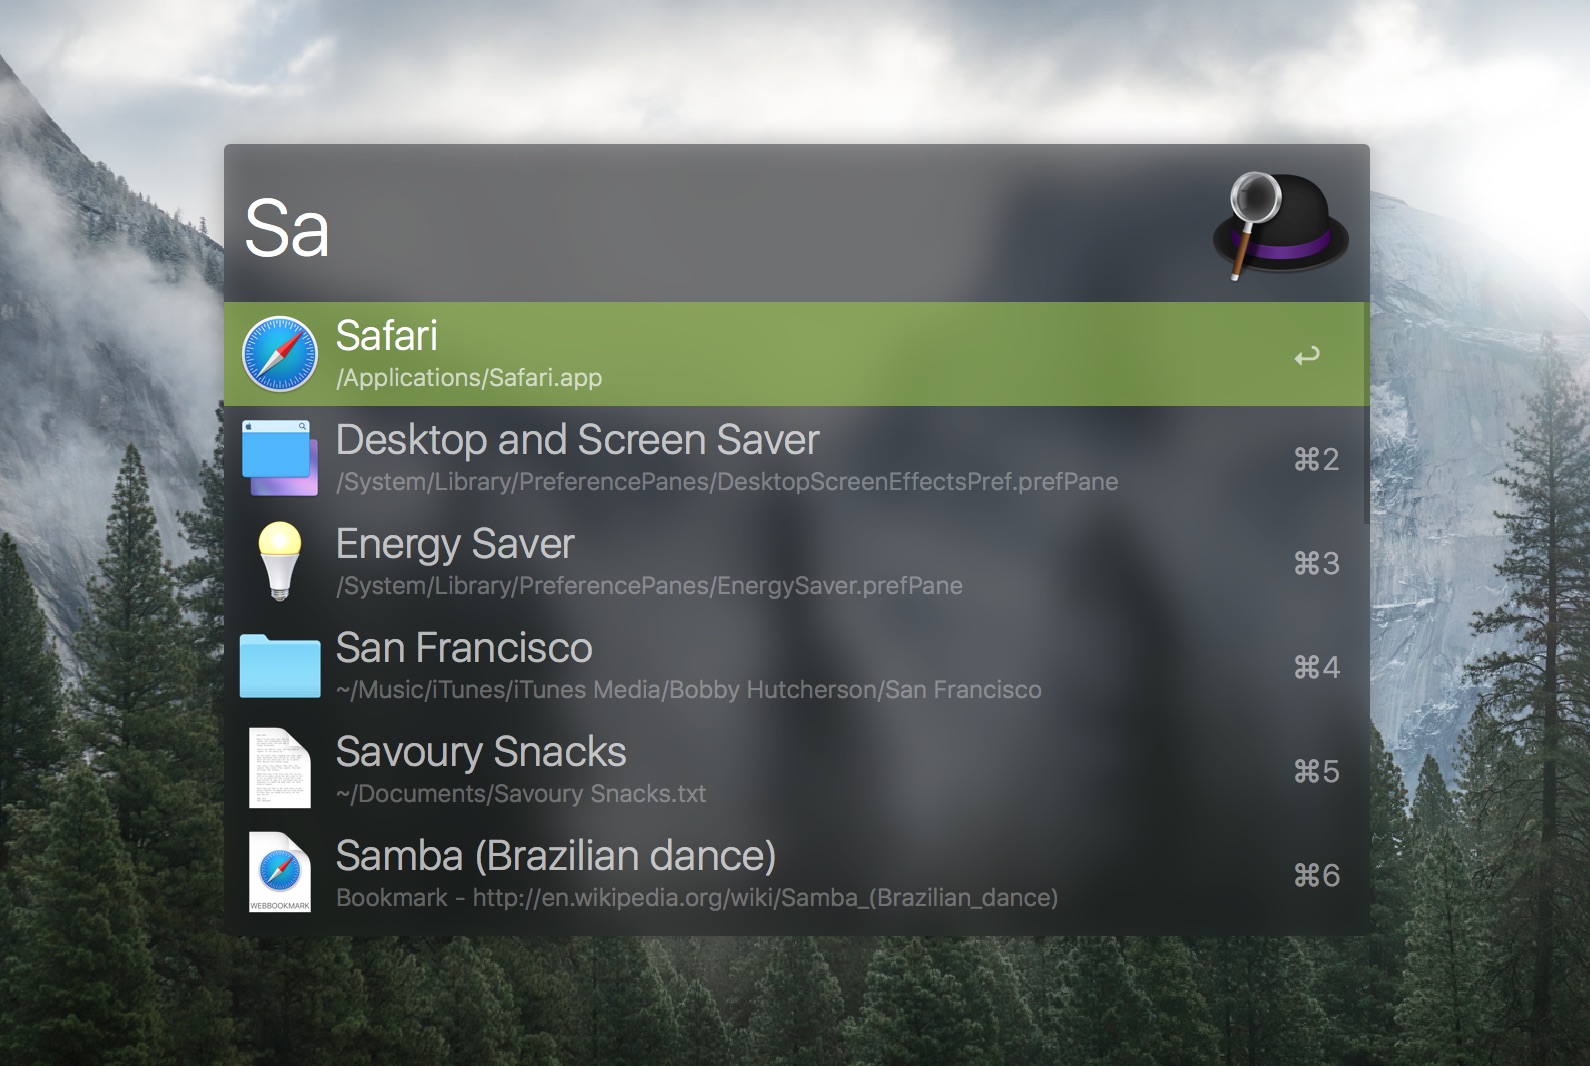 Sa
Safari
/Applications/Safari.app
↩
Desktop and Screen Saver
/System/Library/PreferencePanes/DesktopScreenEffectsPref.prefPane
⌘2
Energy Saver
/System/Library/PreferencePanes/EnergySaver.prefPane
⌘3
San Francisco
~/Music/iTunes/iTunes Media/Bobby Hutcherson/San Francisco
⌘4
Savoury Snacks
~/Documents/Savoury Snacks.txt
⌘5
Samba (Brazilian dance)
Bookmark - http://en.wikipedia.org/wiki/Samba_(Brazilian_dance)
⌘6
WEBBOOKMARK